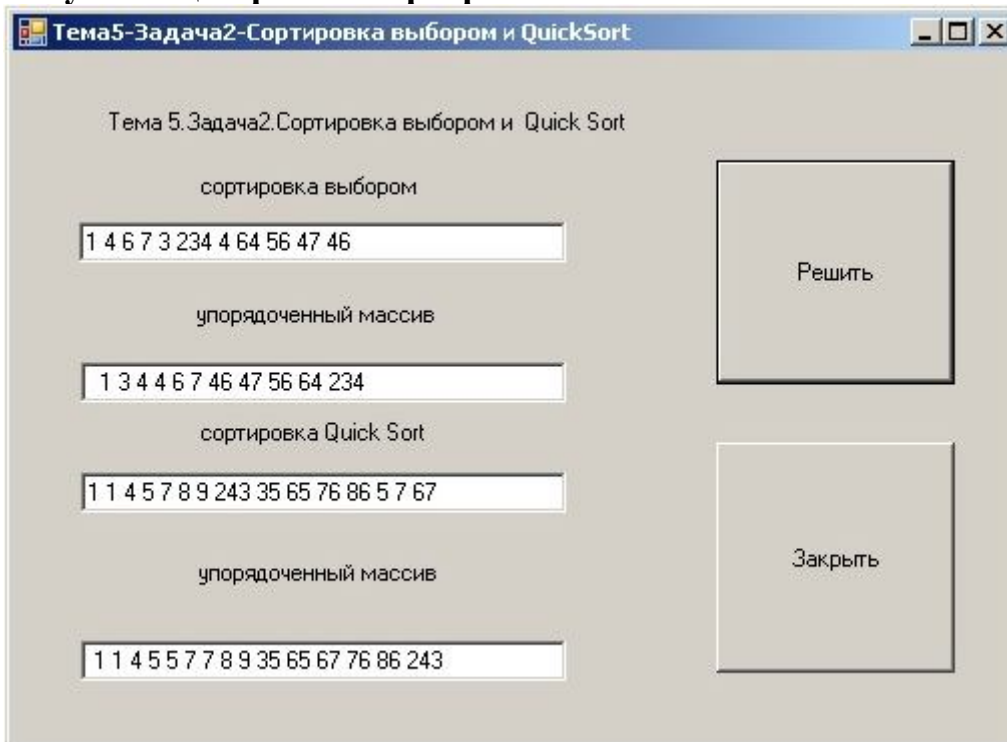 Тема5-Задача2-Сортировка выбором и QuickSort
Тема 5.Задача2.Сортировка выбором и Quick Sort
сортировка выбором
1 4 6 7 3 234 4 64 56 47 46
Решить
упорядоченный массив
1 3 4 4 6 7 46 47 56 64 234
сортировка Quick Sort
1 1 4 5 7 8 9 243 35 65 76 86 5 7 67
Закрыть
упорядоченный массив
1 1 4 5 5 7 7 8 9 35 65 67 76 86 243